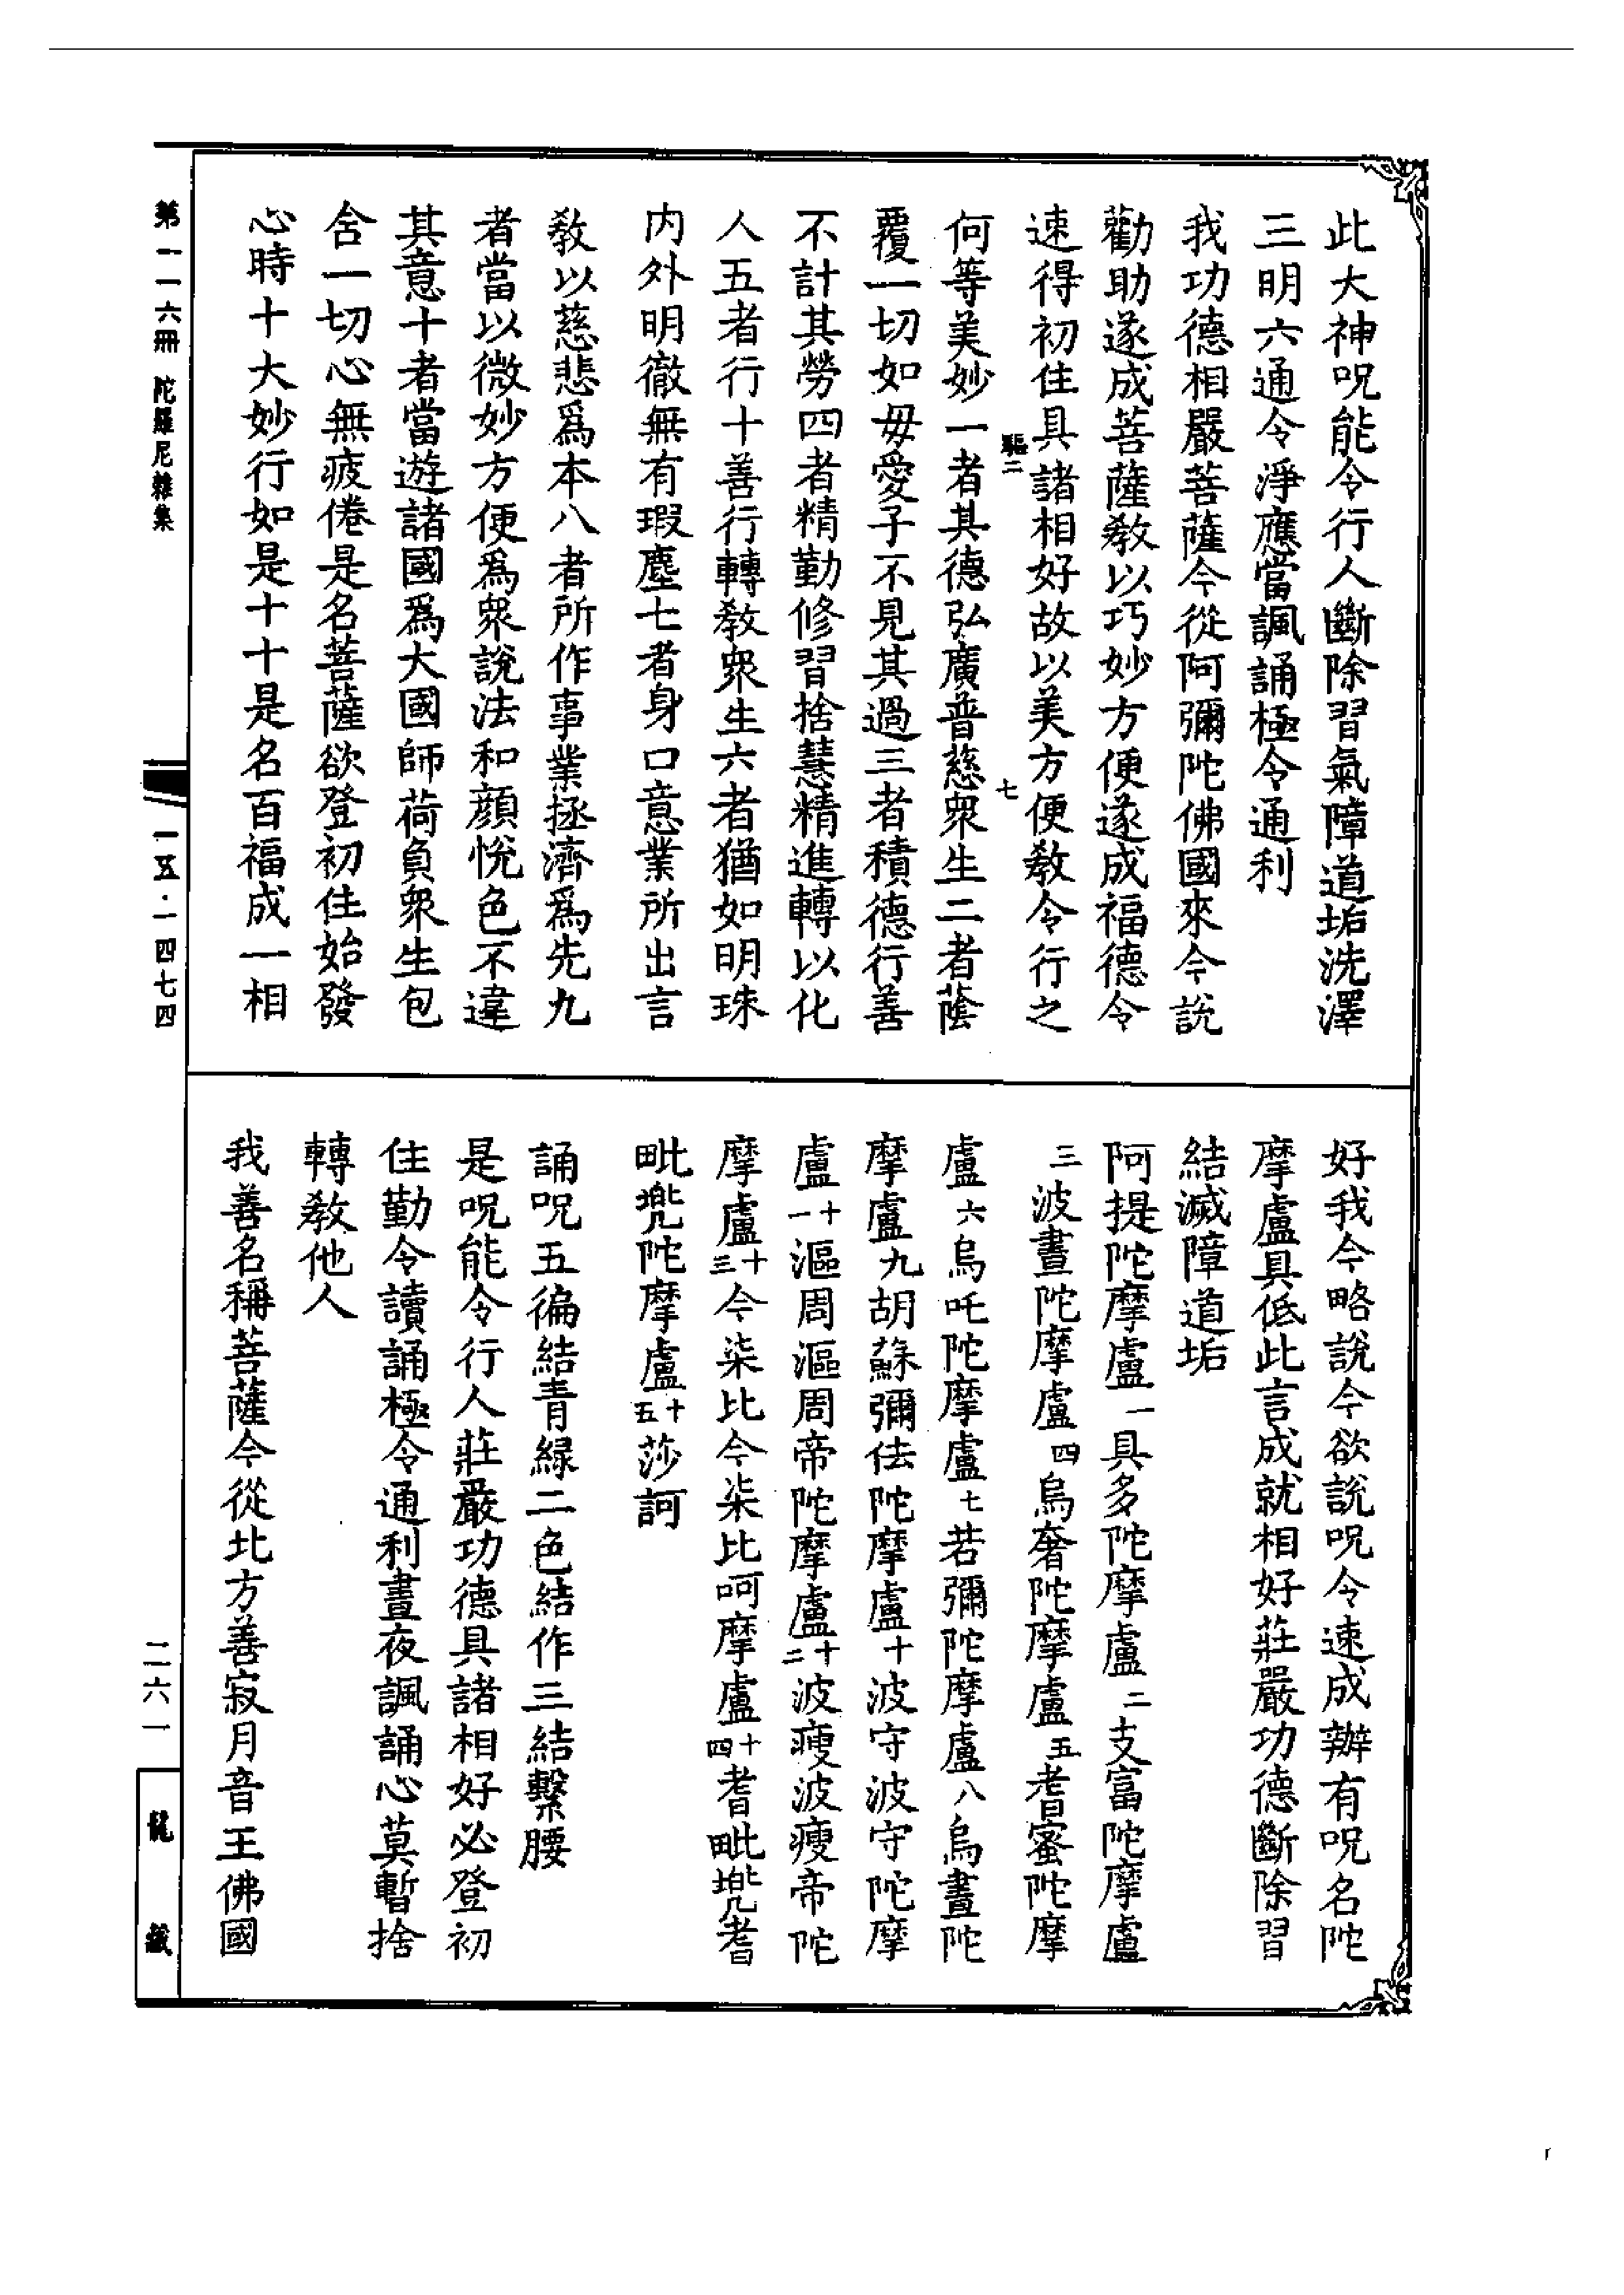 此大神呪能令行人斷除習氣障道垢洗澤
三明六通令淨應當諷誦極令通利
我功德相嚴菩薩今從阿彌陀佛國來今說
勸助遂成菩薩教以巧妙方便遂成福德令
速得初住具諸相好故以美方便教令行之
驅二
七
何等美妙一者其德弘廣普慈衆生二者蔭
覆一切如毋愛子不見其過三者積德行善
不計其勞四者精勤修習捨慧精進轉以化
人五者行十善行轉教衆生六者猶如明珠
内外明徹無有瑕塵七者身口意業所出言
教以慈悲爲本八者所作事業拯濟爲先九
者當以微妙方便爲衆說法和顔悅色不違
其意十者當遊諸國爲大國師荷負衆生包
含一切心無疲倦是名菩薩欲登初住始發
心時十大妙行如是十十是名百福成一相
好我今略說今欲說呪令速成辦有呪名陀
摩盧具低此言成就相好莊嚴功德斷除習
結滅障道垢
阿提陀摩盧一具多陀摩盧二支富陀摩盧
三波晝陀摩盧四烏奢陀摩盧五耆蜜陀摩
盧六烏吒陀摩盧七若彌陀摩盧八烏晝陀
摩盧九胡蘇彌佉陀摩盧十波守波守陀摩
盧十一漚周漚周帝陀摩盧十二波瘦波瘦帝陀
摩盧十三今柒比今柒比呵摩盧十四耆毗兠耆
毗兠陀摩盧十五莎訶
誦呪五徧結青緑二色結作三結繫腰
是呪能令行人莊嚴功德具諸相好必登初
住勤令讀誦極令通利晝夜諷誦心莫暫捨
轉教他人
我善名稱菩薩今從北方善寂月音王佛國
第一一六冊 陀羅尼雜集
一五·一四七四
二六一
龍藏